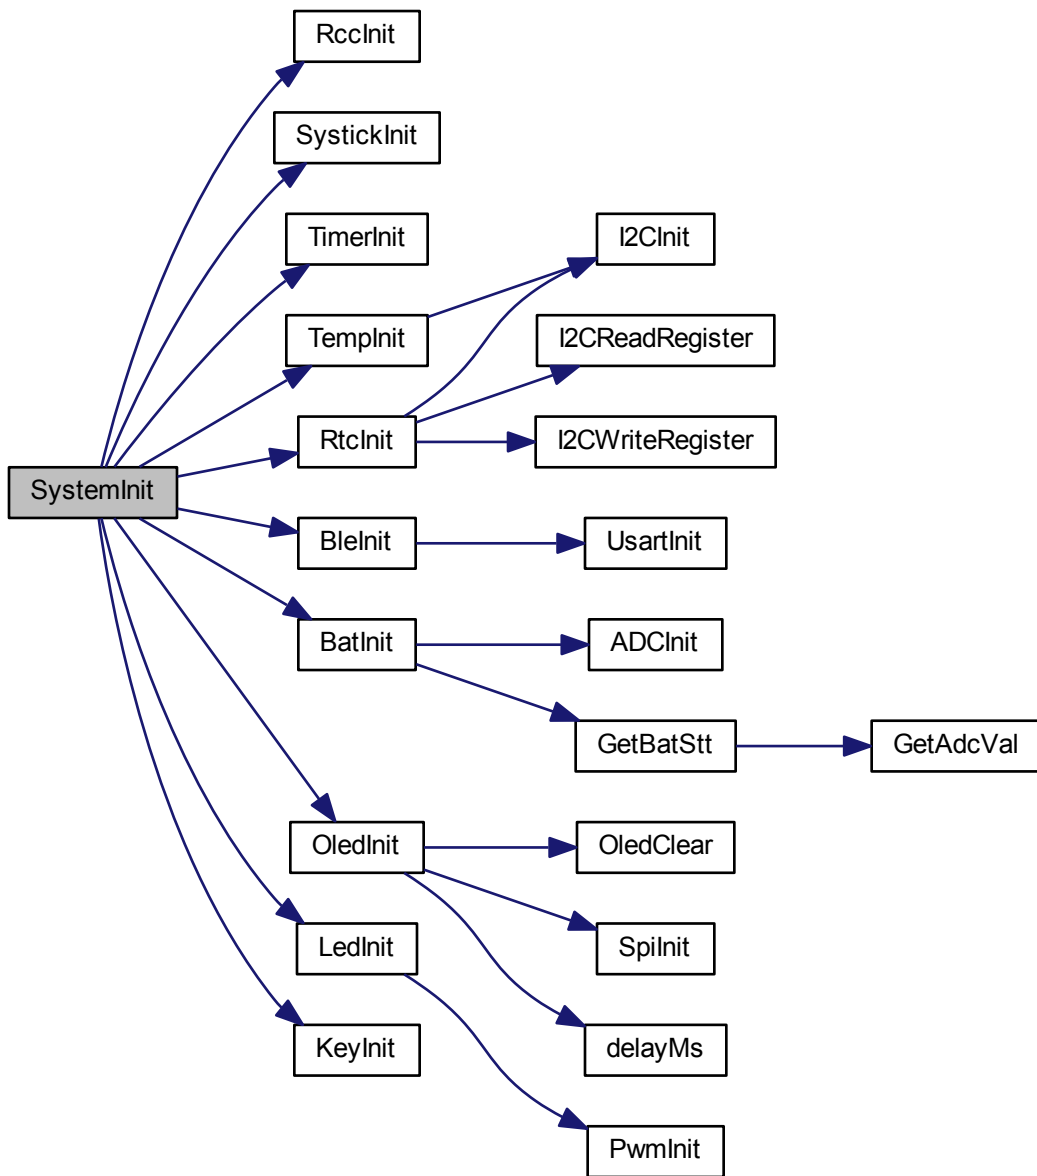 RccInit
SystickInit
TimerInit
I2CInit
TempInit
I2CReadRegister
RtcInit
I2CWriteRegister
SystemInit
BleInit
UsartInit
BatInit
ADCInit
GetBatStt
GetAdcVal
OledInit
OledClear
LedInit
SpiInit
KeyInit
delayMs
PwmInit